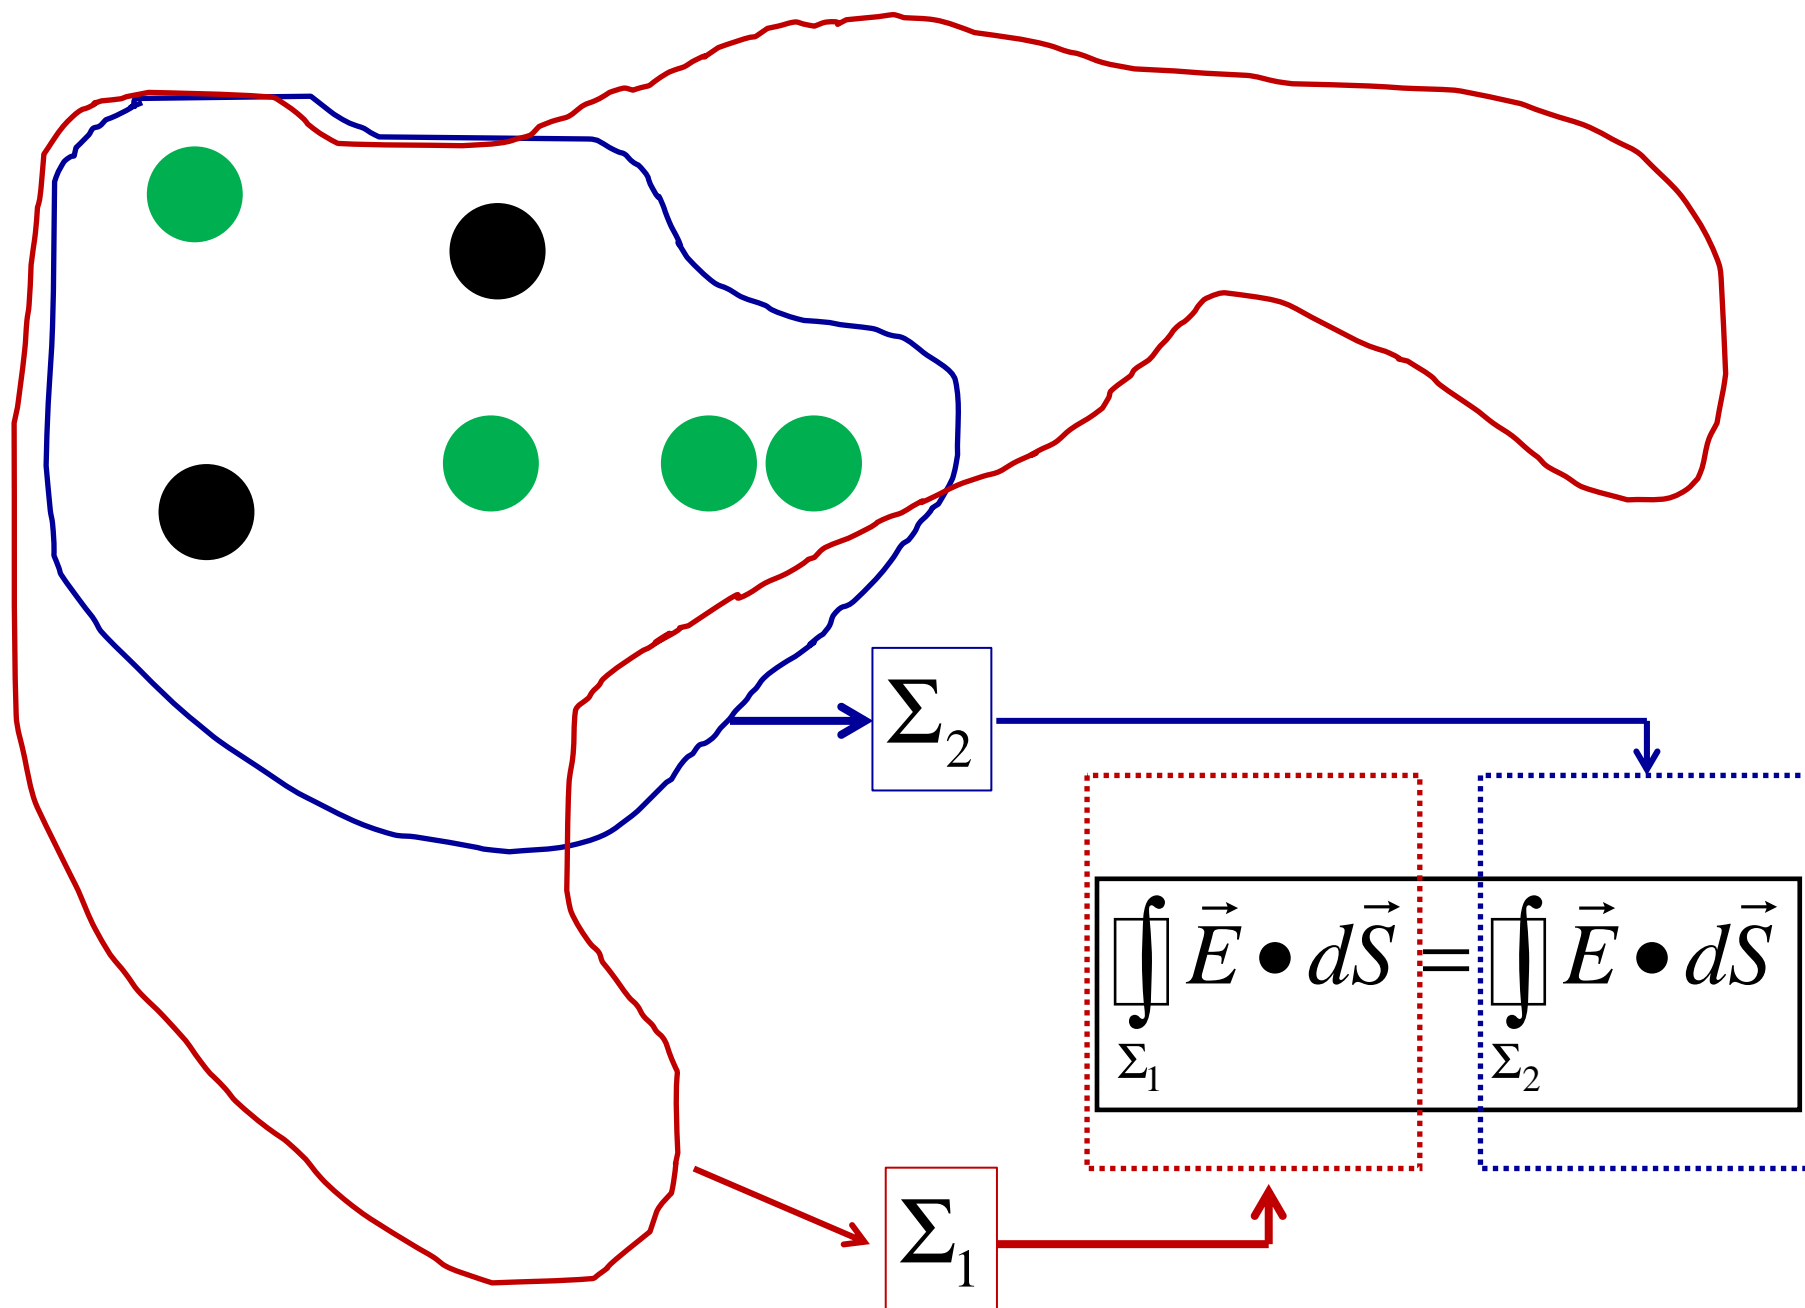 Σ₂
∮ E⃗ • dS⃗ = ∮ E⃗ • dS⃗
Σ₁ Σ₂
Σ₁